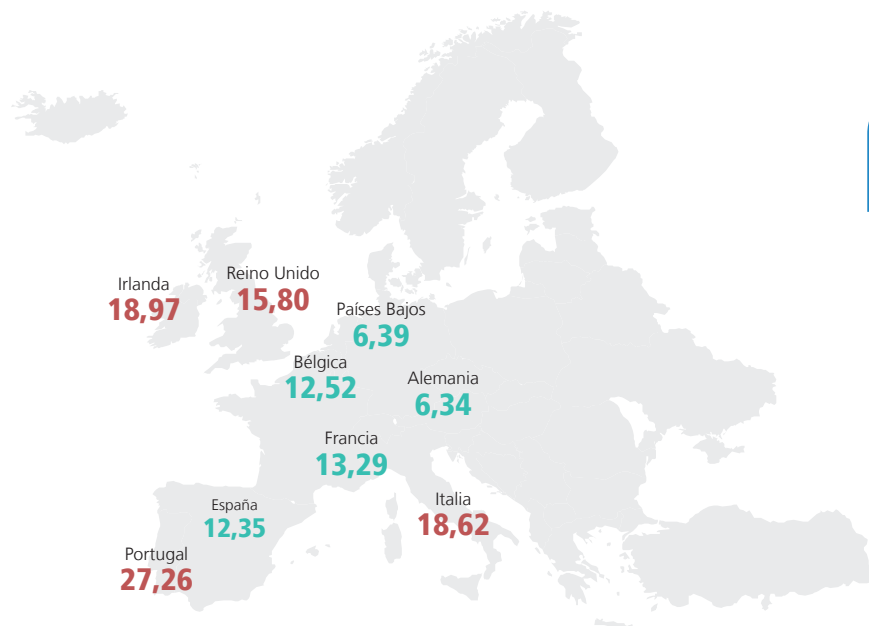 Reino Unido
15,80
Irlanda
18,97
Países Bajos
6,39
Bélgica
12,52
Alemania
6,34
Francia
13,29
España
12,35
Italia
18,62
Portugal
27,26